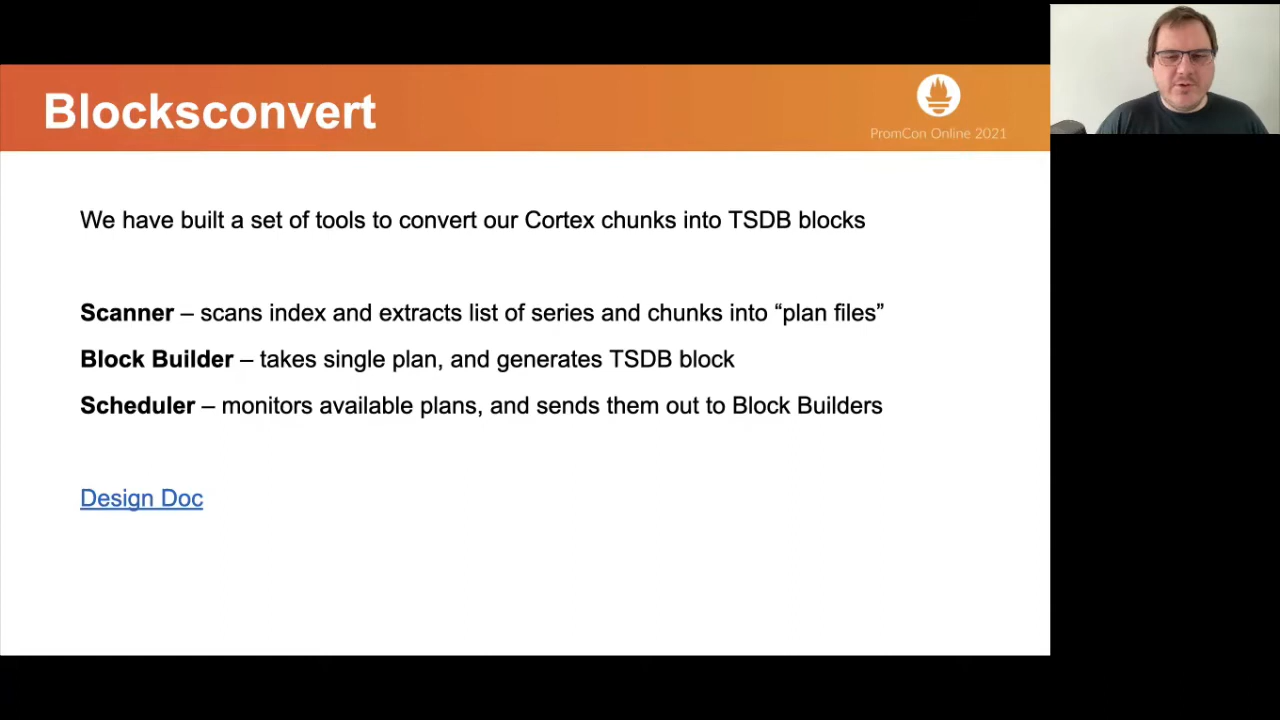 Blocksconvert
PromCon Online 2021
We have built a set of tools to convert our Cortex chunks into TSDB blocks
Scanner – scans index and extracts list of series and chunks into “plan files”
Block Builder – takes single plan, and generates TSDB block
Scheduler – monitors available plans, and sends them out to Block Builders
Design Doc